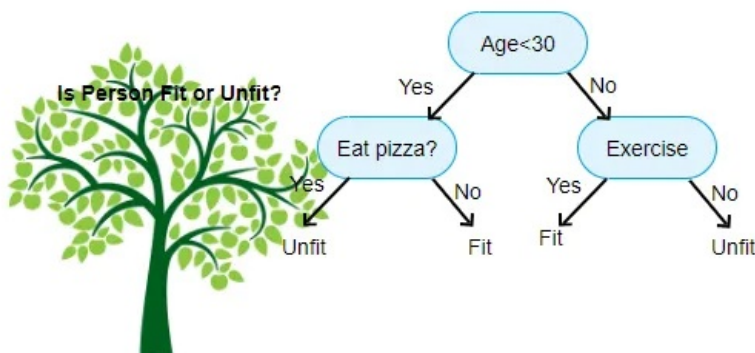 Age<30
Is Person Fit or Unfit?
Yes
No
Eat pizza?
Exercise
Yes
No
Yes
No
Unfit
Fit
Fit
Unfit